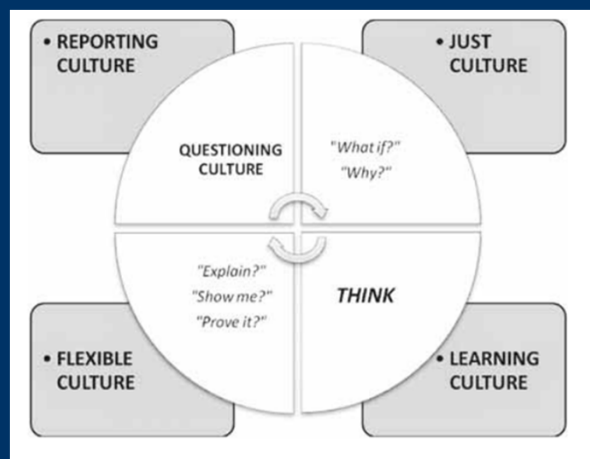 • REPORTING
CULTURE
• JUST
CULTURE
QUESTIONING
CULTURE
"What if?"
"Why?"
"Explain?"
"Show me?"
"Prove it?"
THINK
• FLEXIBLE
CULTURE
• LEARNING
CULTURE